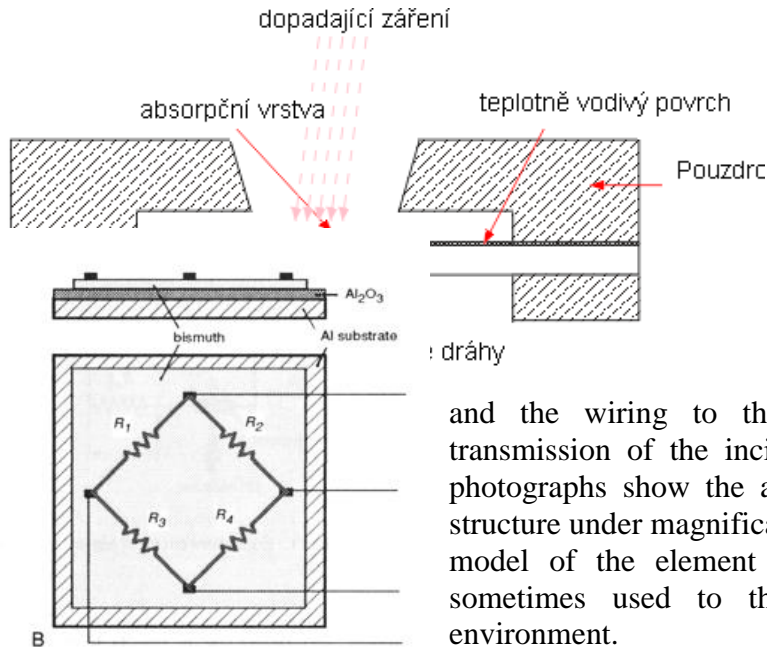 dopadající záření
absorpční vrstva
teplotně vodivý povrch
Pouzdrc
Al₂O₃
bismuth
Al substrate
dráhy
R₁
R₂
R₃
R₄
B
and the wiring to th
transmission of the inci
photographs show the a
structure under magnifica
model of the element
sometimes used to th
environment.